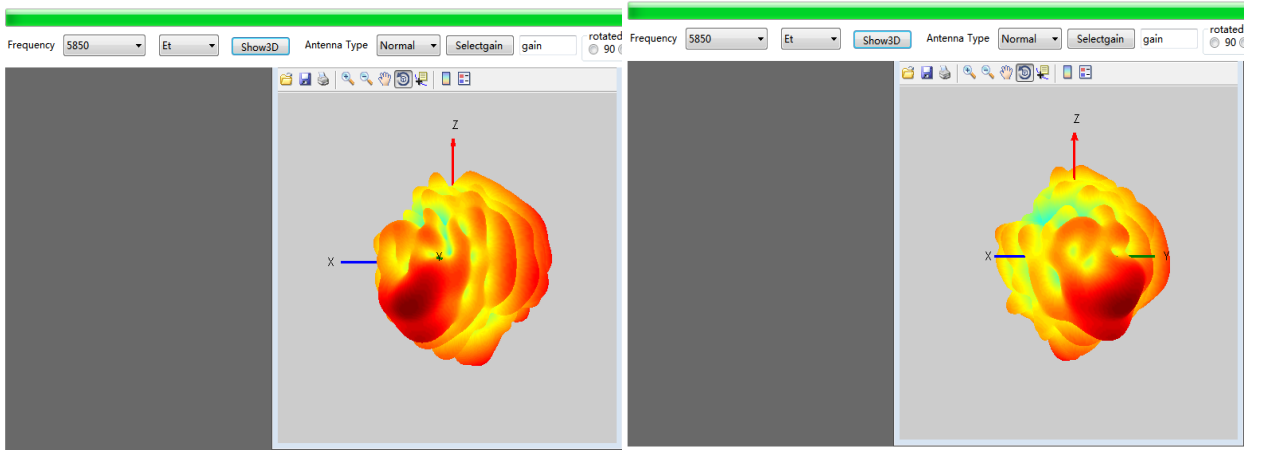 Frequency 5850 Et Show3D Antenna Type Normal Selectgain gain rotated
90
Z
X Y
Frequency 5850 Et Show3D Antenna Type Normal Selectgain gain rotated
90
Z
X Y